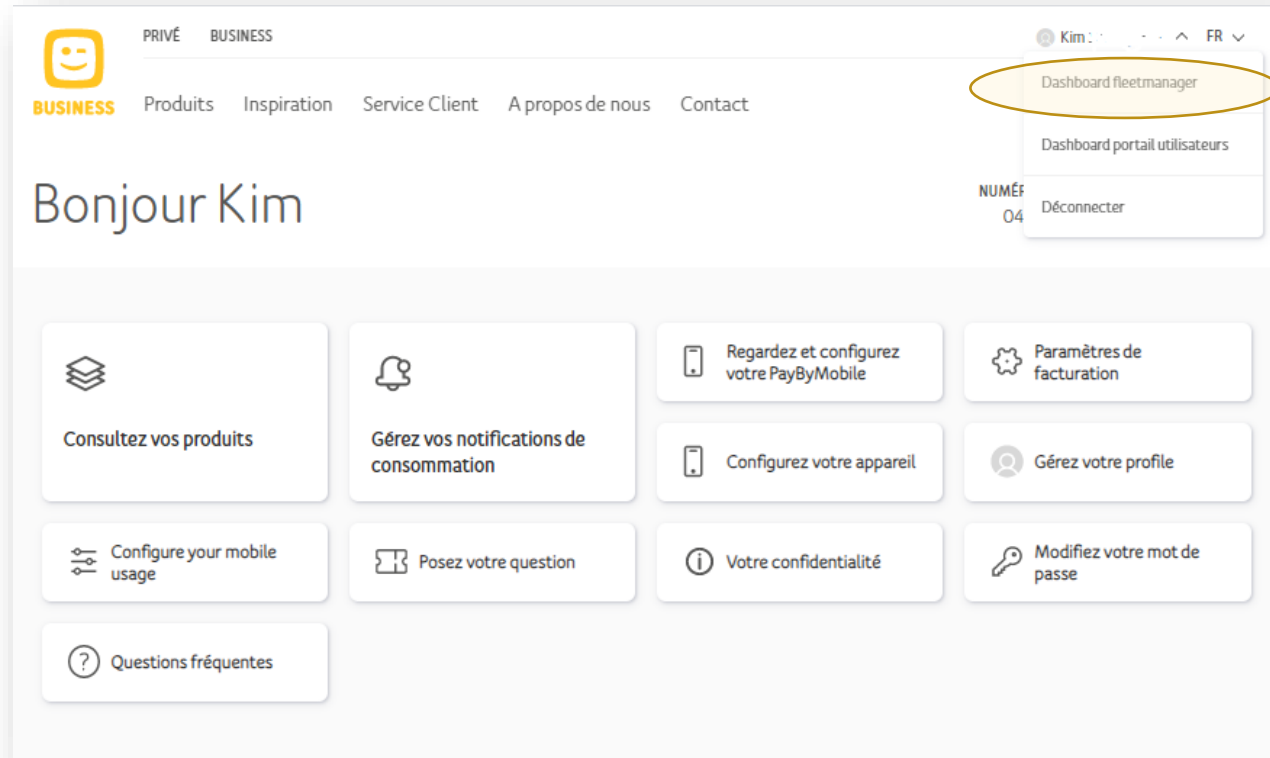 PRIVÉ BUSINESS
Kim FR
BUSINESS
Produits Inspiration Service Client A propos de nous Contact
Dashboard fleetmanager
Dashboard portail utilisateurs
Déconnecter
Bonjour Kim
NUMÉR
04
Consultez vos produits
Gérez vos notifications de
consommation
Regardez et configurez
votre PayByMobile
Paramètres de
facturation
Configurez votre appareil
Gérez votre profile
Configure your mobile
usage
Posez votre question
Votre confidentialité
Modifiez votre mot de
passe
Questions fréquentes